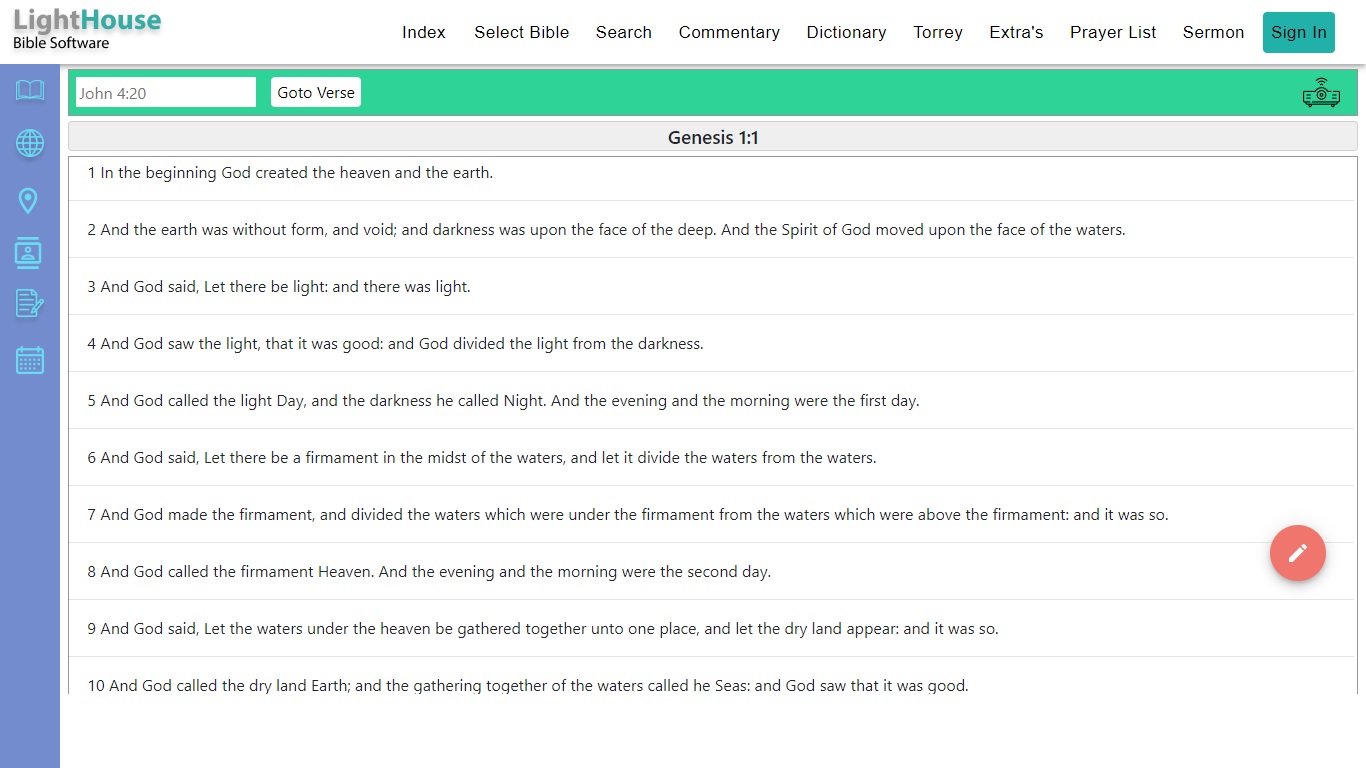 LightHouse
Bible Software
Index Select Bible Search Commentary Dictionary Torrey Extra's Prayer List Sermon Sign In
John 4:20 Goto Verse
Genesis 1:1
1 In the beginning God created the heaven and the earth.
2 And the earth was without form, and void; and darkness was upon the face of the deep. And the Spirit of God moved upon the face of the waters.
3 And God said, Let there be light: and there was light.
4 And God saw the light, that it was good: and God divided the light from the darkness.
5 And God called the light Day, and the darkness he called Night. And the evening and the morning were the first day.
6 And God said, Let there be a firmament in the midst of the waters, and let it divide the waters from the waters.
7 And God made the firmament, and divided the waters which were under the firmament from the waters which were above the firmament: and it was so.
8 And God called the firmament Heaven. And the evening and the morning were the second day.
9 And God said, Let the waters under the heaven be gathered together unto one place, and let the dry land appear: and it was so.
10 And God called the dry land Earth; and the gathering together of the waters called he Seas: and God saw that it was good.